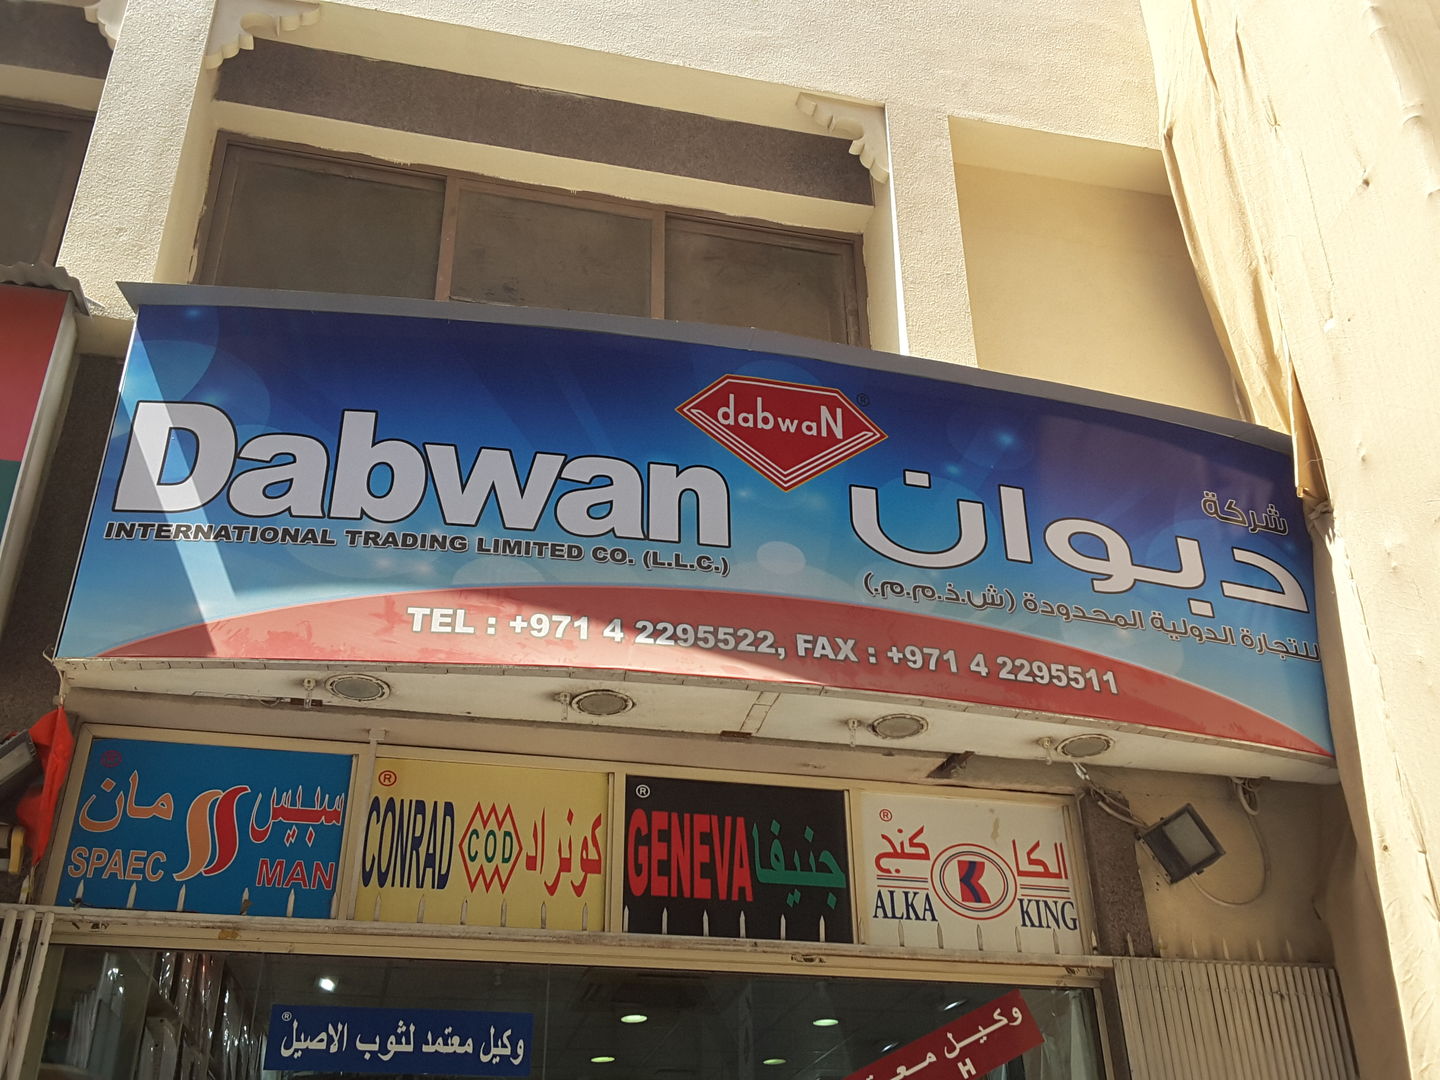 dabwaN ®
Dabwan
INTERNATIONAL TRADING LIMITED CO. (L.L.C.)
شركة
ديوان
للتجارة الدولية المحدودة (ش.ذ.م.م.)
TEL : +971 4 2295522, FAX : +971 4 2295511
®
سبيس مان
SPAEC MAN
®
CONRAD COD كونراد
®
GENEVA جنيفا
®
الكا كنج
K
ALKA KING
وكيل معتمد لثوب الاصيل ®
وكيل
H